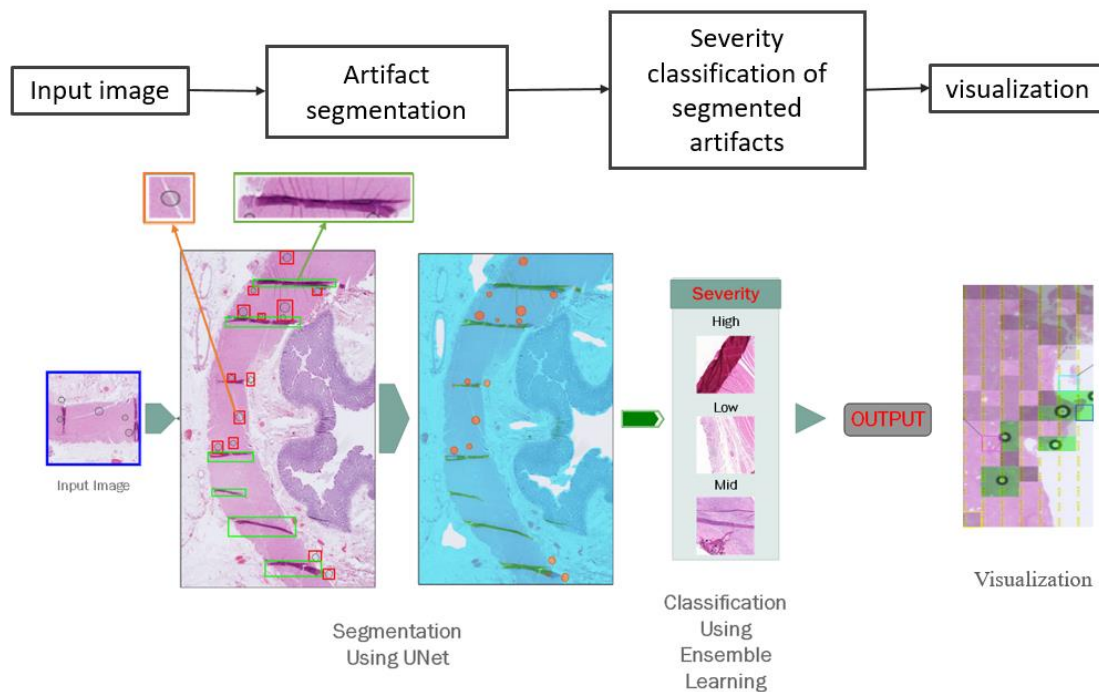 Input image
Artifact
segmentation
Severity
classification of
segmented
artifacts
visualization
Input Image
Severity
High
Low
Mid
OUTPUT
Visualization
Segmentation
Using UNet
Classification
Using
Ensemble
Learning